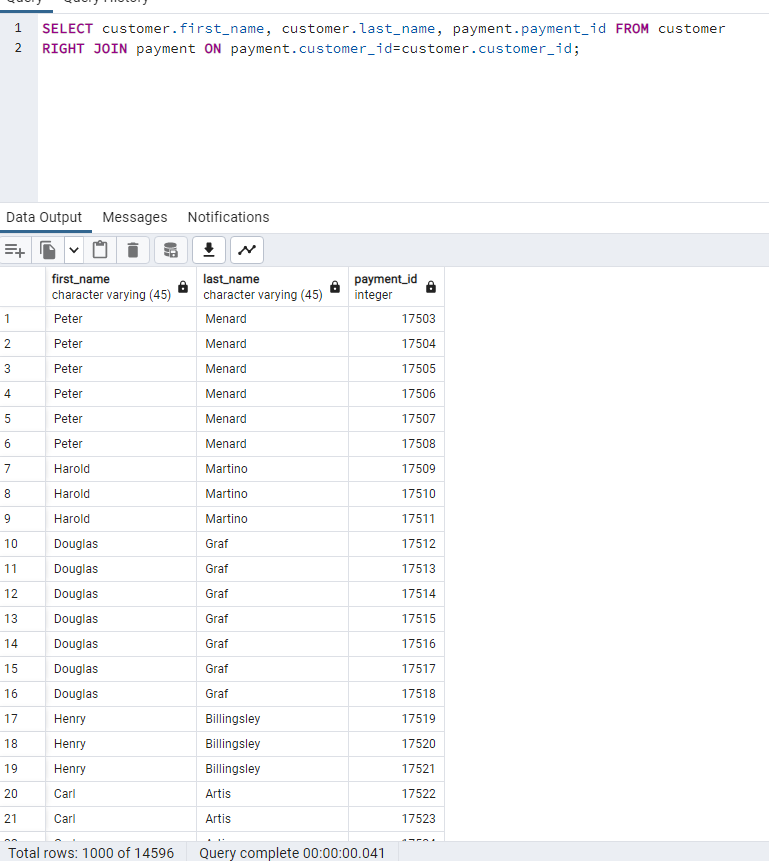 Query Query History
1 SELECT customer.first_name, customer.last_name, payment.payment_id FROM customer
2 RIGHT JOIN payment ON payment.customer_id=customer.customer_id;
Data Output Messages Notifications
first_name last_name payment_id
character varying (45) character varying (45) integer
1 Peter Menard 17503
2 Peter Menard 17504
3 Peter Menard 17505
4 Peter Menard 17506
5 Peter Menard 17507
6 Peter Menard 17508
7 Harold Martino 17509
8 Harold Martino 17510
9 Harold Martino 17511
10 Douglas Graf 17512
11 Douglas Graf 17513
12 Douglas Graf 17514
13 Douglas Graf 17515
14 Douglas Graf 17516
15 Douglas Graf 17517
16 Douglas Graf 17518
17 Henry Billingsley 17519
18 Henry Billingsley 17520
19 Henry Billingsley 17521
20 Carl Artis 17522
21 Carl Artis 17523
Total rows: 1000 of 14596 Query complete 00:00:00.041